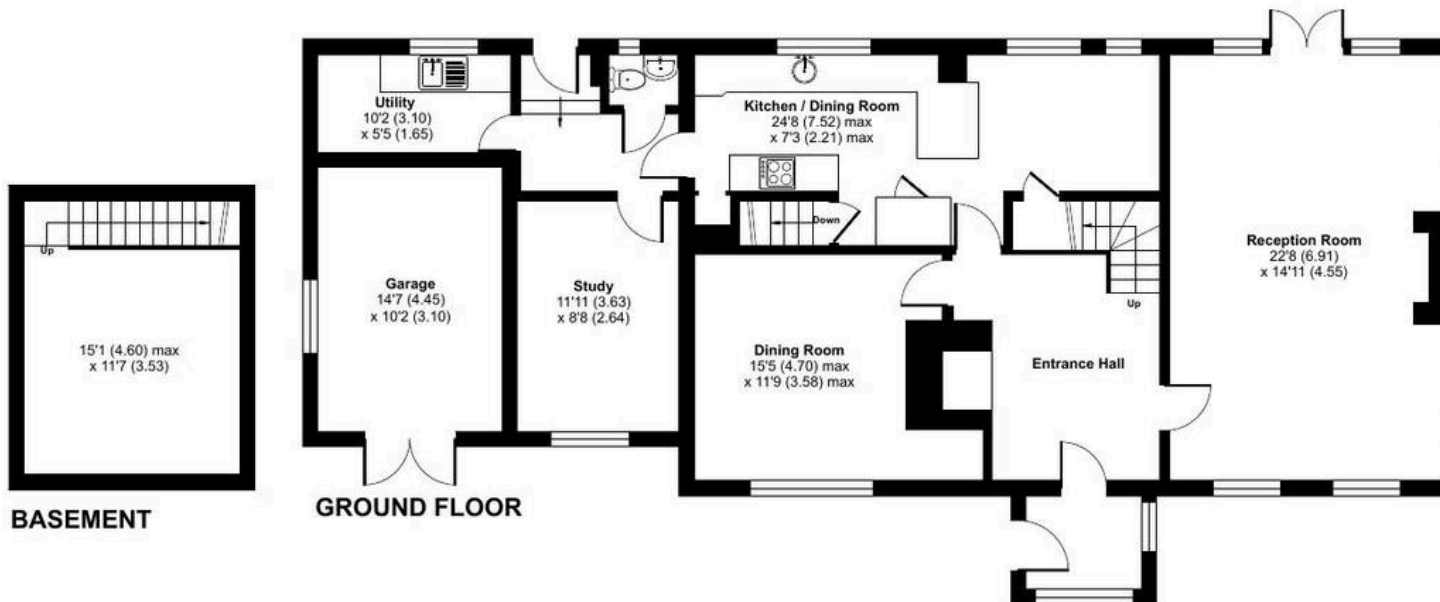 Utility
10'2 (3.10)
x 5'5 (1.65)
Kitchen / Dining Room
24'8 (7.52) max
x 7'3 (2.21) max
Down
Up
Garage
14'7 (4.45)
x 10'2 (3.10)
Study
11'11 (3.63)
x 8'8 (2.64)
Reception Room
22'8 (6.91)
x 14'11 (4.55)
Up
15'1 (4.60) max
x 11'7 (3.53)
Dining Room
15'5 (4.70) max
x 11'9 (3.58) max
Entrance Hall
BASEMENT
GROUND FLOOR